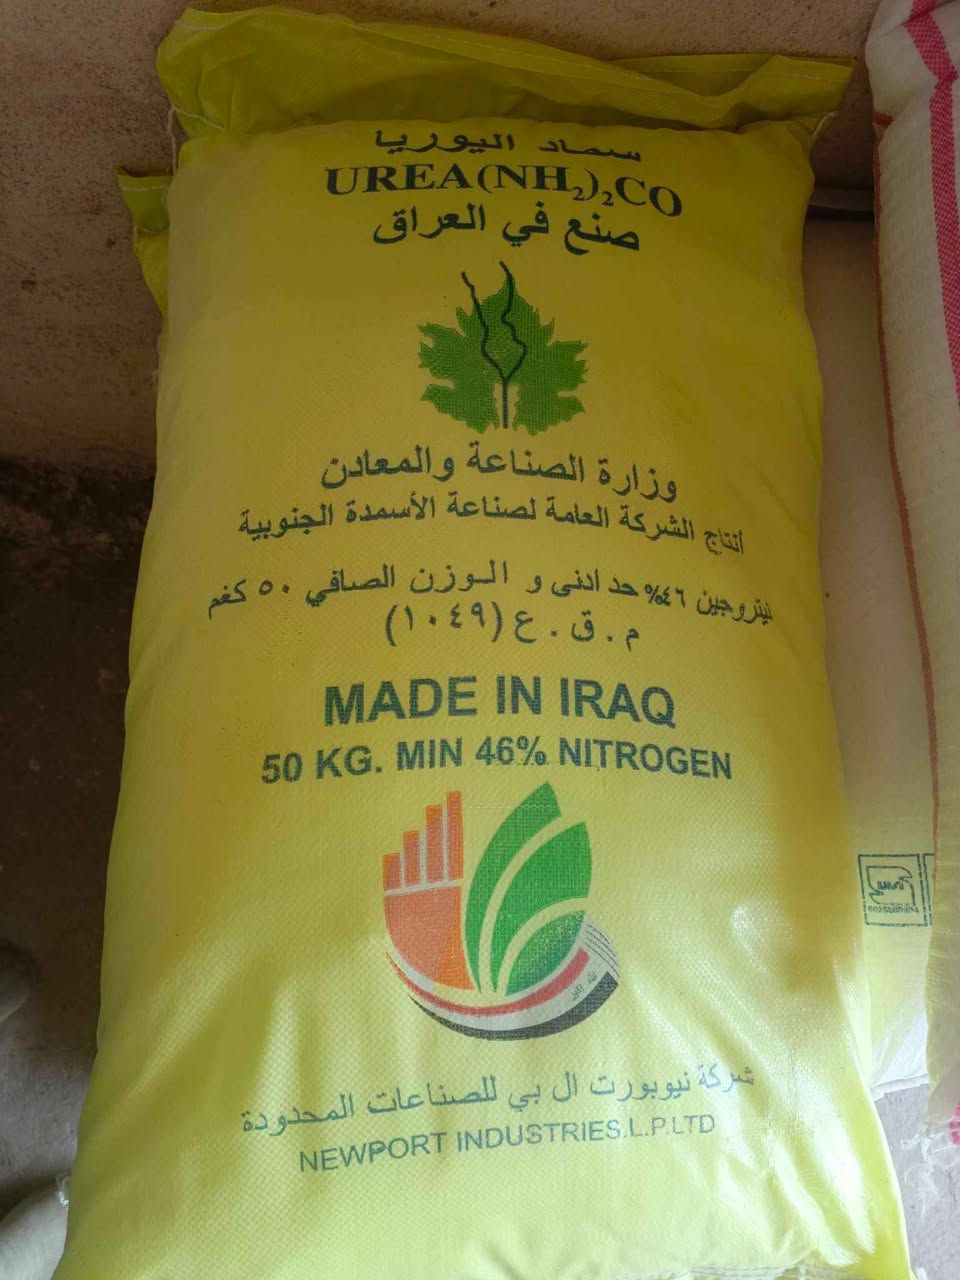 سماد اليوريا
UREA(NH₂)₂CO
صنع في العراق
وزارة الصناعة والمعادن
أنتاج الشركة العامة لصناعة الأسمدة الجنوبية
نيتروجين ٤٦% حد ادنى و الوزن الصافي ٥٠ كغم
م . ق . ع (١٠٤٩)
MADE IN IRAQ
50 KG. MIN 46% NITROGEN
شركة نيوبورت ال بي للصناعات المحدودة
NEWPORT INDUSTRIES.L.P.LTD